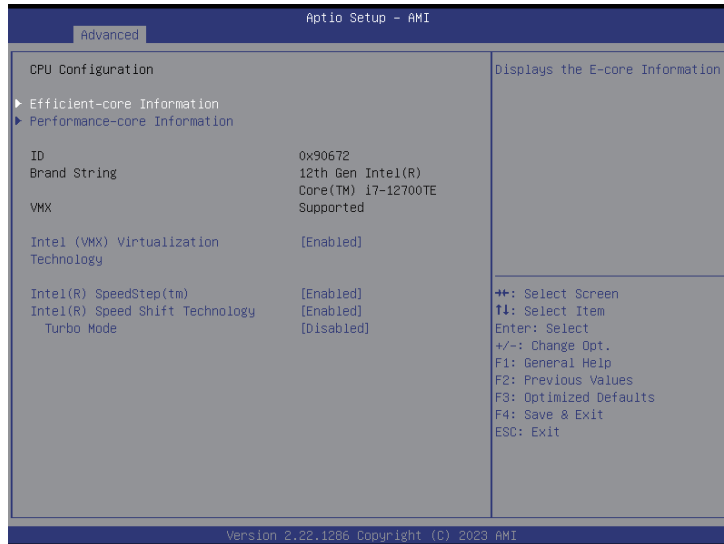 Aptio Setup - AMI
Advanced
CPU Configuration
Efficient-core Information
Performance-core Information
ID 0x90672
Brand String 12th Gen Intel(R)
Core(TM) i7-12700TE
VMX Supported
Intel (VMX) Virtualization [Enabled]
Technology
Intel(R) SpeedStep(tm) [Enabled]
Intel(R) Speed Shift Technology [Enabled]
Turbo Mode [Disabled]
Displays the E-core Information
→←: Select Screen
↑↓: Select Item
Enter: Select
+/-: Change Opt.
F1: General Help
F2: Previous Values
F3: Optimized Defaults
F4: Save & Exit
ESC: Exit
Version 2.22.1286 Copyright (C) 2023 AMI